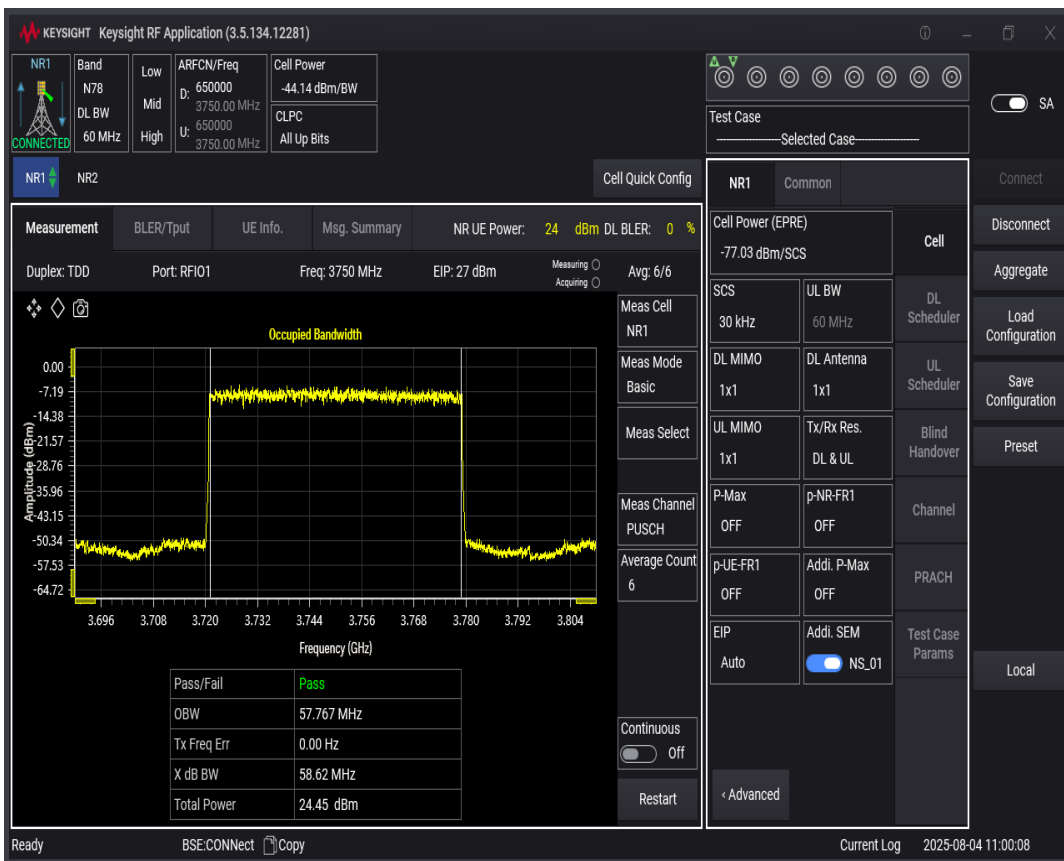 KEYSIGHT Keysight RF Application (3.5.134.12281)
NR1
CONNECTED
Band
N78
DL BW
60 MHz
Low
Mid
High
ARFCN/Freq
D: 650000
3750.00 MHz
U: 650000
3750.00 MHz
Cell Power
-44.14 dBm/BW
CLPC
All Up Bits
Test Case
Selected Case
SA
NR1
NR2
Cell Quick Config
Measurement
BLER/Tput
UE Info.
Msg. Summary
NR UE Power: 24 dBm DL BLER: 0 %
Duplex: TDD
Port: RFIO1
Freq: 3750 MHz
EIP: 27 dBm
Measuring
Acquiring
Avg: 6/6
Occupied Bandwidth
Amplitude (dBm)
0.00
-7.19
-14.38
-21.57
-28.76
-35.96
-43.15
-50.34
-57.53
-64.72
3.696 3.708 3.720 3.732 3.744 3.756 3.768 3.780 3.792 3.804
Frequency (GHz)
Pass/Fail Pass
OBW 57.767 MHz
Tx Freq Err 0.00 Hz
X dB BW 58.62 MHz
Total Power 24.45 dBm
Meas Cell
NR1
Meas Mode
Basic
Meas Select
Meas Channel
PUSCH
Average Count
6
Continuous
Off
Restart
NR1
Common
Cell Power (EPRE)
-77.03 dBm/SCS
SCS
30 kHz
UL BW
60 MHz
DL MIMO
1x1
DL Antenna
1x1
UL MIMO
1x1
Tx/Rx Res.
DL & UL
P-Max
OFF
p-NR-FR1
OFF
p-UE-FR1
OFF
Addi. P-Max
OFF
EIP
Auto
Addi. SEM
NS_01
‹ Advanced
Cell
DL
Scheduler
UL
Scheduler
Blind
Handover
Channel
PRACH
Test Case
Params
Connect
Disconnect
Aggregate
Load
Configuration
Save
Configuration
Preset
Local
Ready
BSE:CONNect
Copy
Current Log
2025-08-04 11:00:08